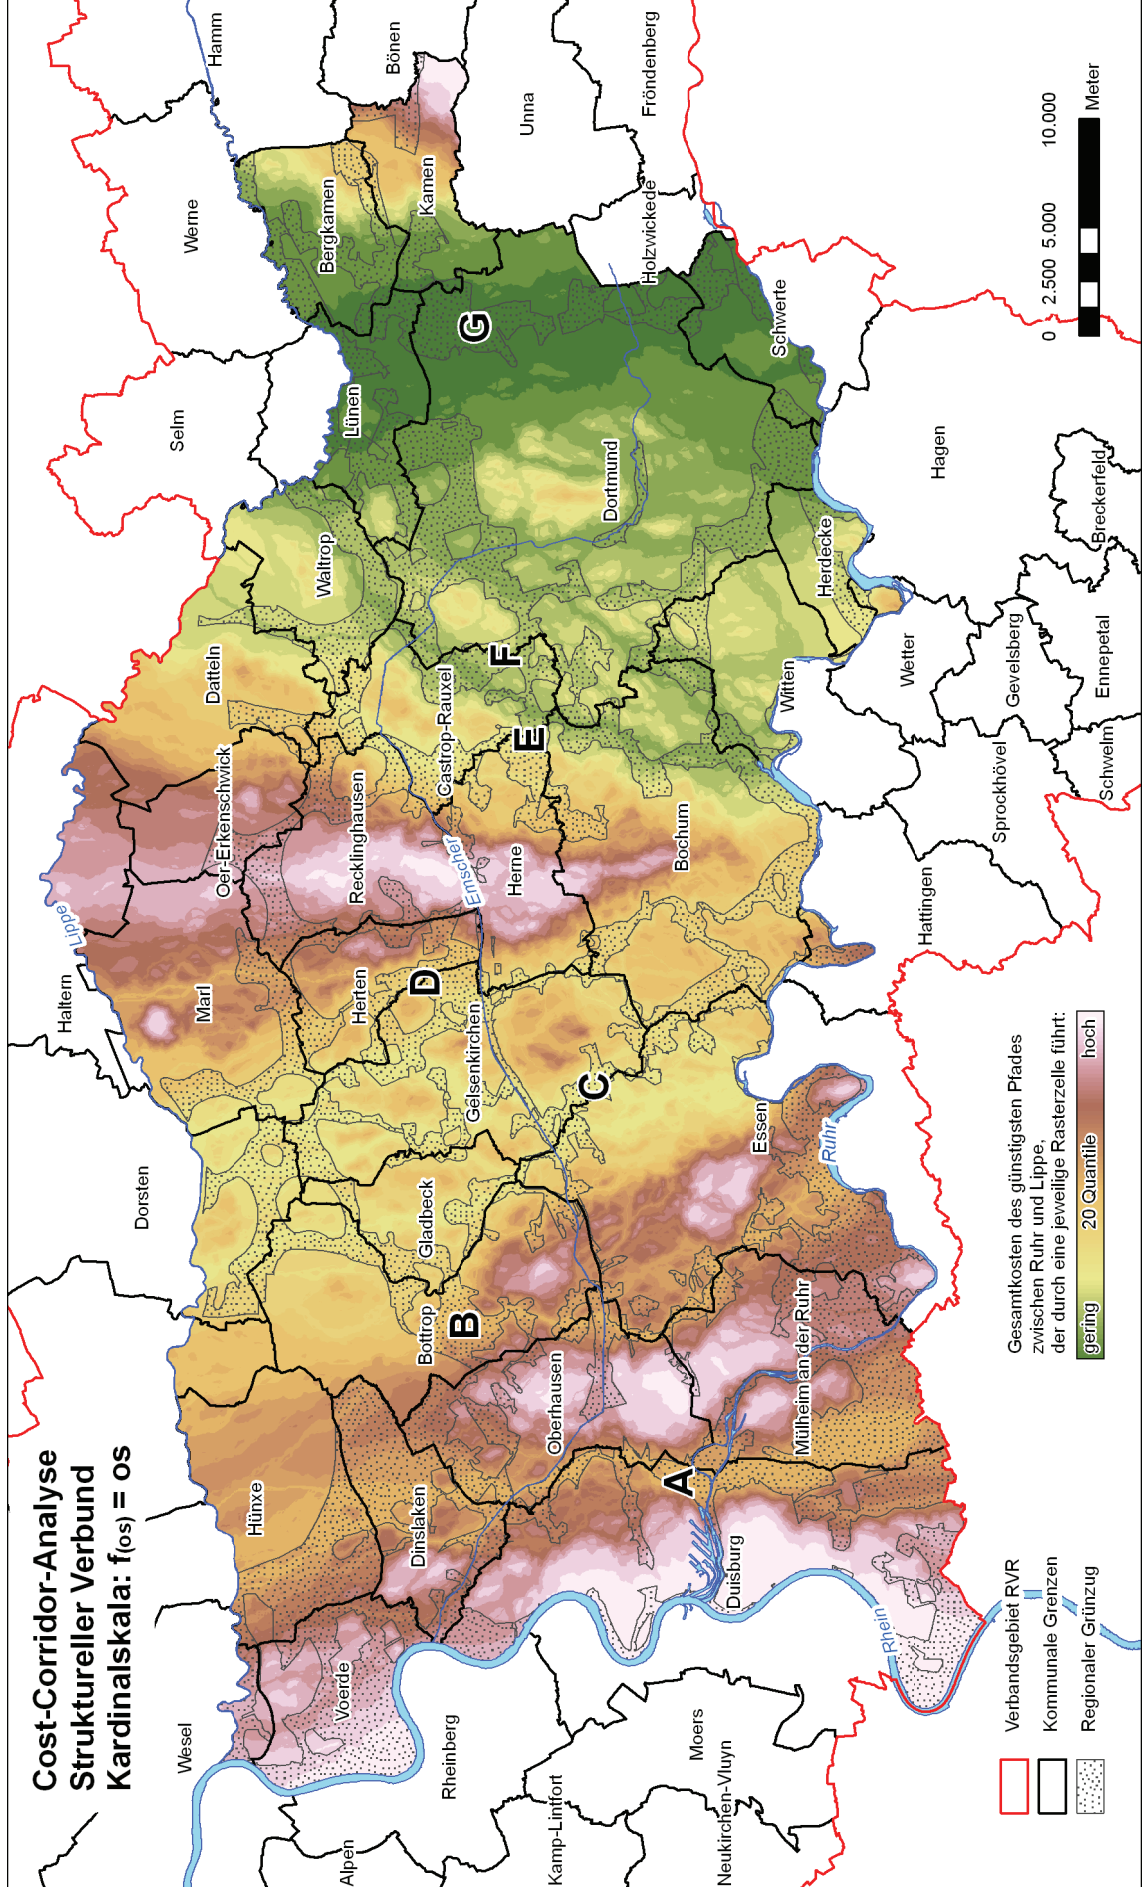 Cost-Corridor-Analyse
Struktureller Verbund
Kardinalskala: f(os) = os
Wesel
Voerde
Hünxe
Dinslaken
Duisburg
Rhein
Rheinberg
Alpen
Kamp-Lintfort
Moers
Neukirchen-Vluyn
Oberhausen
Mülheim an der Ruhr
Bottrop
Gladbeck
Dorsten
Essen
Ruhr
Gelsenkirchen
Herten
Marl
Haltern
Lippe
Oer-Erkenschwick
Recklinghausen
Emscher
Herne
Bochum
Hattingen
Sprockhövel
Schwelm
Ennepetal
Gevelsberg
Wetter
Witten
Herdecke
Castrop-Rauxel
Datteln
Waltrop
Dortmund
Lünen
Selm
Werne
Hamm
Bergkamen
Kamen
Bönen
Unna
Fröndenberg
Holzwickede
Schwerte
Hagen
Breckerfeld
A
B
C
D
E
F
G
Verbandsgebiet RVR
Kommunale Grenzen
Regionaler Grünzug
Gesamtkosten des günstigsten Pfades
zwischen Ruhr und Lippe,
der durch eine jeweilige Rasterzelle führt:
gering 20 Quantile hoch
0 2.500 5.000 10.000
Meter